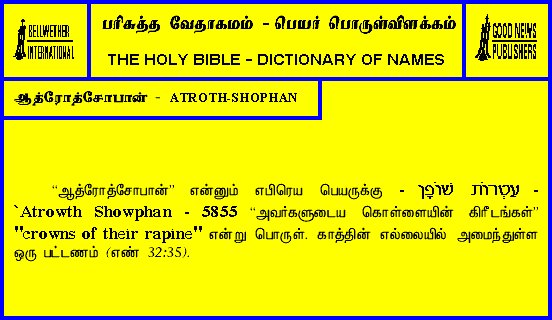 BELLWETHER
INTERNATIONAL
பரிசுத்த வேதாகமம் - பெயர் பொருள்விளக்கம்
THE HOLY BIBLE - DICTIONARY OF NAMES
GOOD NEWS
PUBLISHERS
ஆத்ரோத்சோபான் - ATROTH-SHOPHAN
“ஆத்ரோத்சோபான்” என்னும் எபிரெய பெயருக்கு - עַטְרוֹת שׁוֹפָן -
`Atrowth Showphan - 5855 “அவர்களுடைய கொள்ளையின் கிரீடங்கள்”
"crowns of their rapine" என்று பொருள். காத்தின் எல்லையில் அமைந்துள்ள
ஒரு பட்டணம் (எண் 32:35).